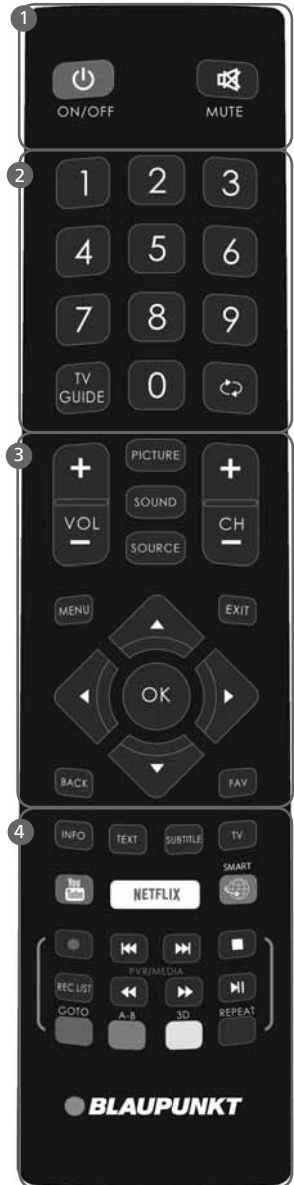 1
ON/OFF MUTE
2
1 2 3
4 5 6
7 8 9
TV
GUIDE 0
3
+ PICTURE +
SOUND
VOL CH
- SOURCE -
MENU EXIT
OK
BACK FAV
4
INFO TEXT SUBTITLE TV
SMART
You
Tube NETFLIX
PVR/MEDIA
REC LIST
GOTO A-B 3D REPEAT
BLAUPUNKT